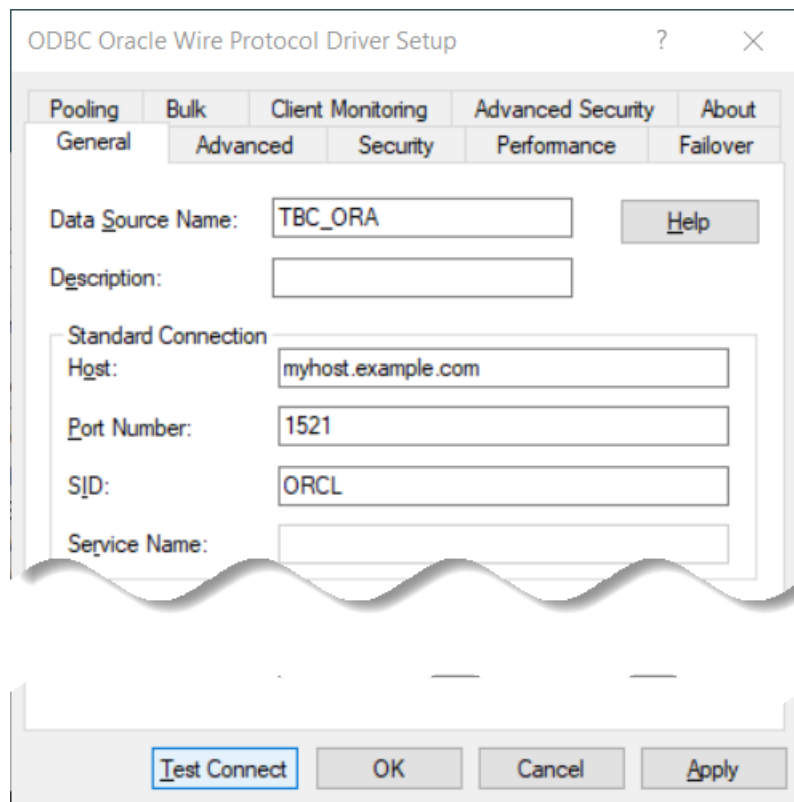 ODBC Oracle Wire Protocol Driver Setup ? ×
Pooling Bulk Client Monitoring Advanced Security About
General Advanced Security Performance Failover
Data Source Name: TBC_ORA Help
Description:
Standard Connection
Host: myhost.example.com
Port Number: 1521
SID: ORCL
Service Name:
Test Connect OK Cancel Apply